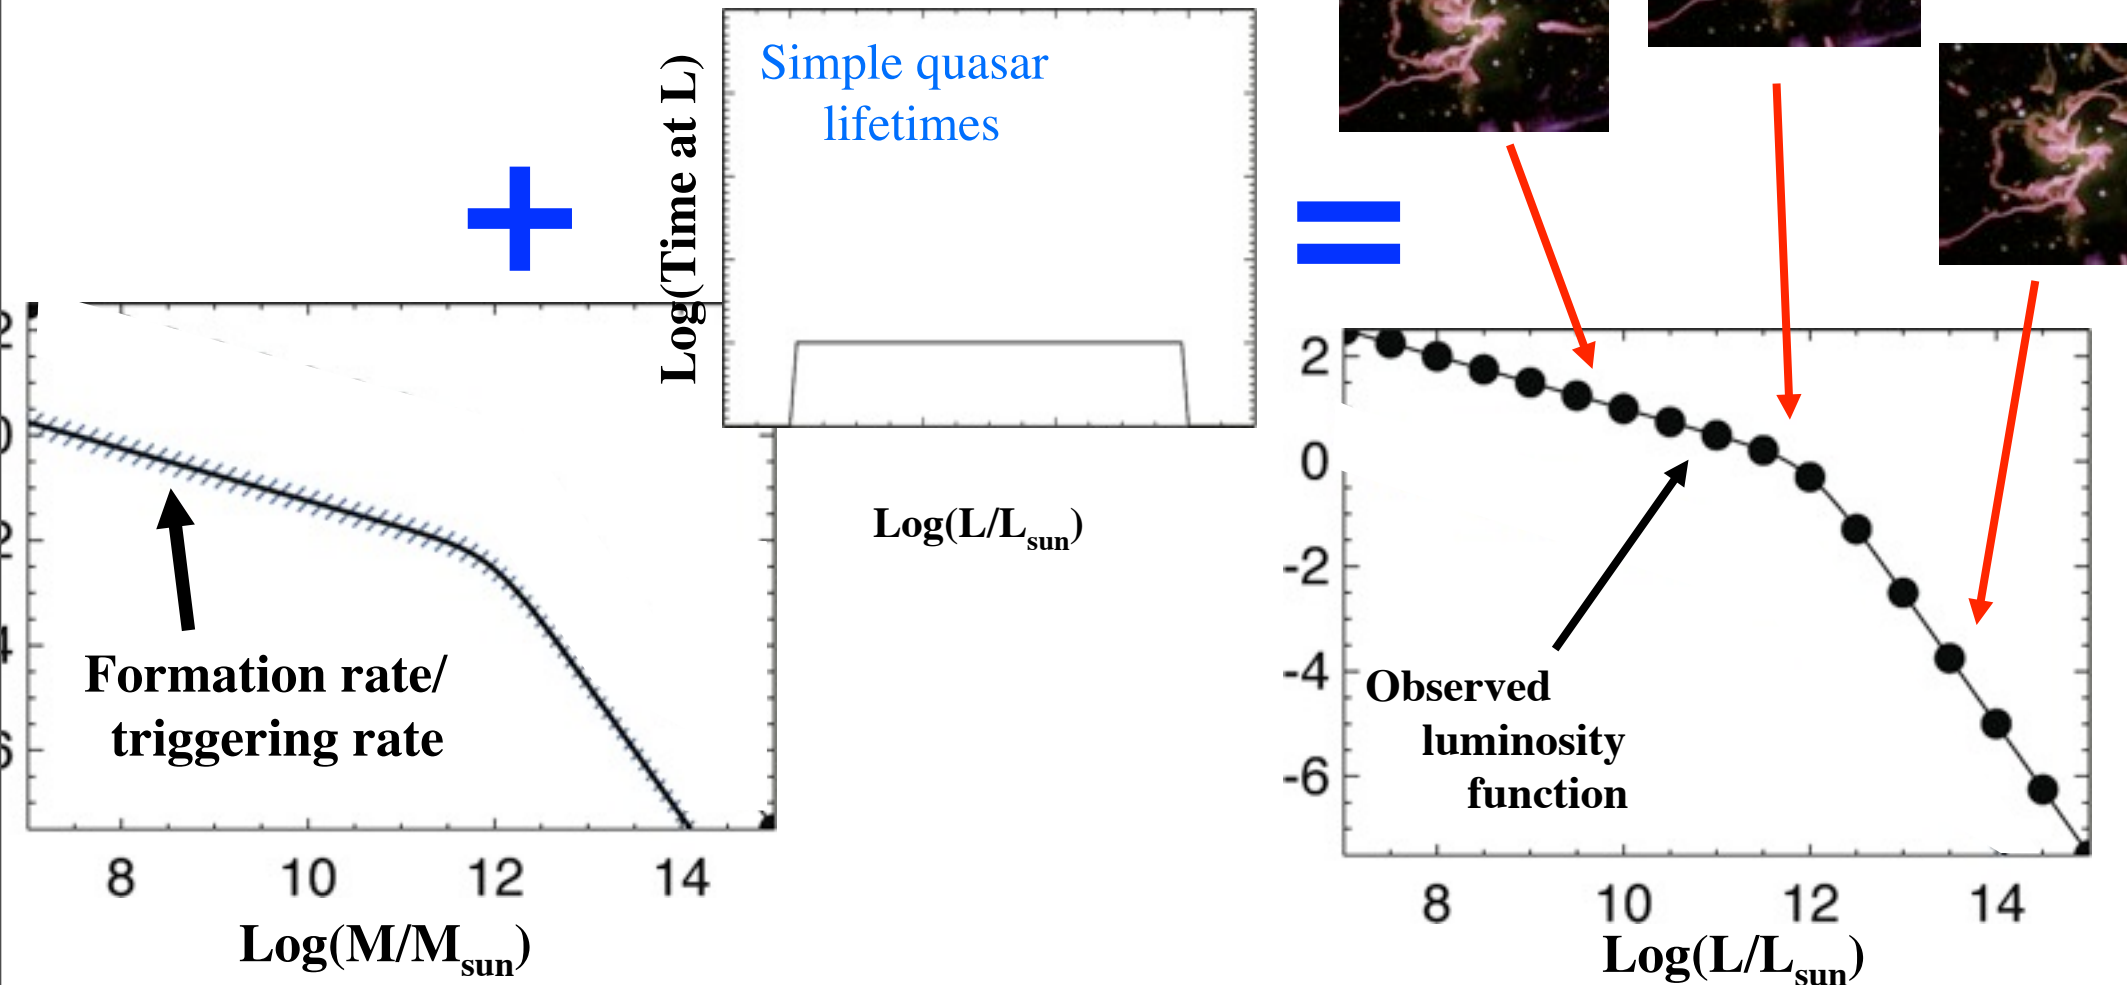 Simple quasar
lifetimes
Log(Time at L)
Log(L/Lsun)
Formation rate/
triggering rate
8 10 12 14
Log(M/Msun)
2
0
-2
-4
-6
Observed
luminosity
function
8 10 12 14
Log(L/Lsun)